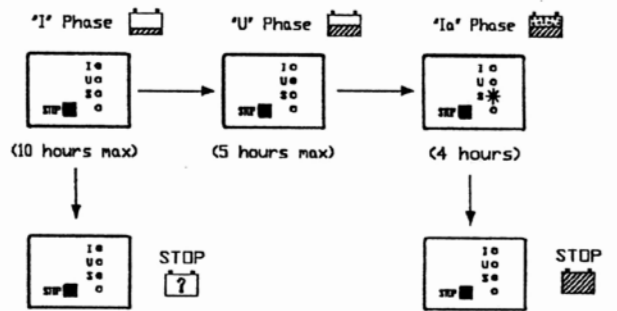 "I" Phase
"U" Phase
"Ia" Phase
I
U
S
STOP
I
U
S
STOP
I
U
S
STOP
(10 hours max)
(5 hours max)
(4 hours)
I
U
S
STOP
STOP
?
I
U
S
STOP
STOP